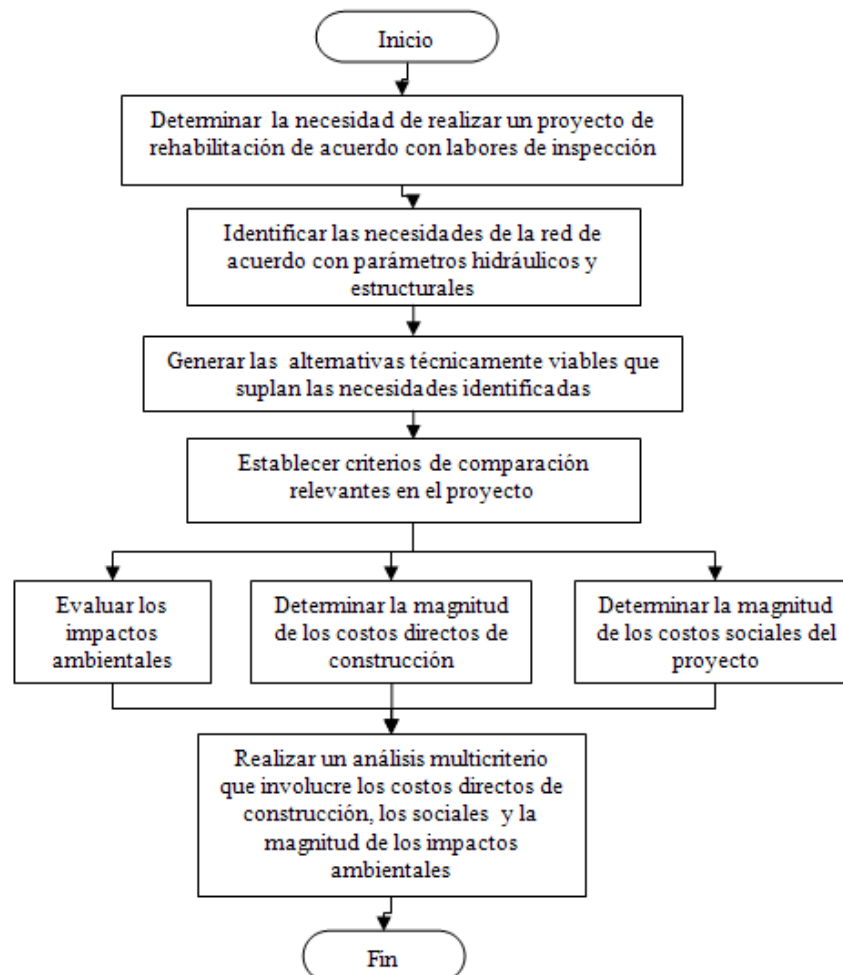 Inicio
Determinar la necesidad de realizar un proyecto de
rehabilitación de acuerdo con labores de inspección
Identificar las necesidades de la red de
acuerdo con parámetros hidráulicos y
estructurales
Generar las alternativas técnicamente viables que
suplan las necesidades identificadas
Establecer criterios de comparación
relevantes en el proyecto
Evaluar los
impactos
ambientales
Determinar la magnitud
de los costos directos de
construcción
Determinar la magnitud
de los costos sociales del
proyecto
Realizar un análisis multicriterio
que involucre los costos directos de
construcción, los sociales y la
magnitud de los impactos
ambientales
Fin